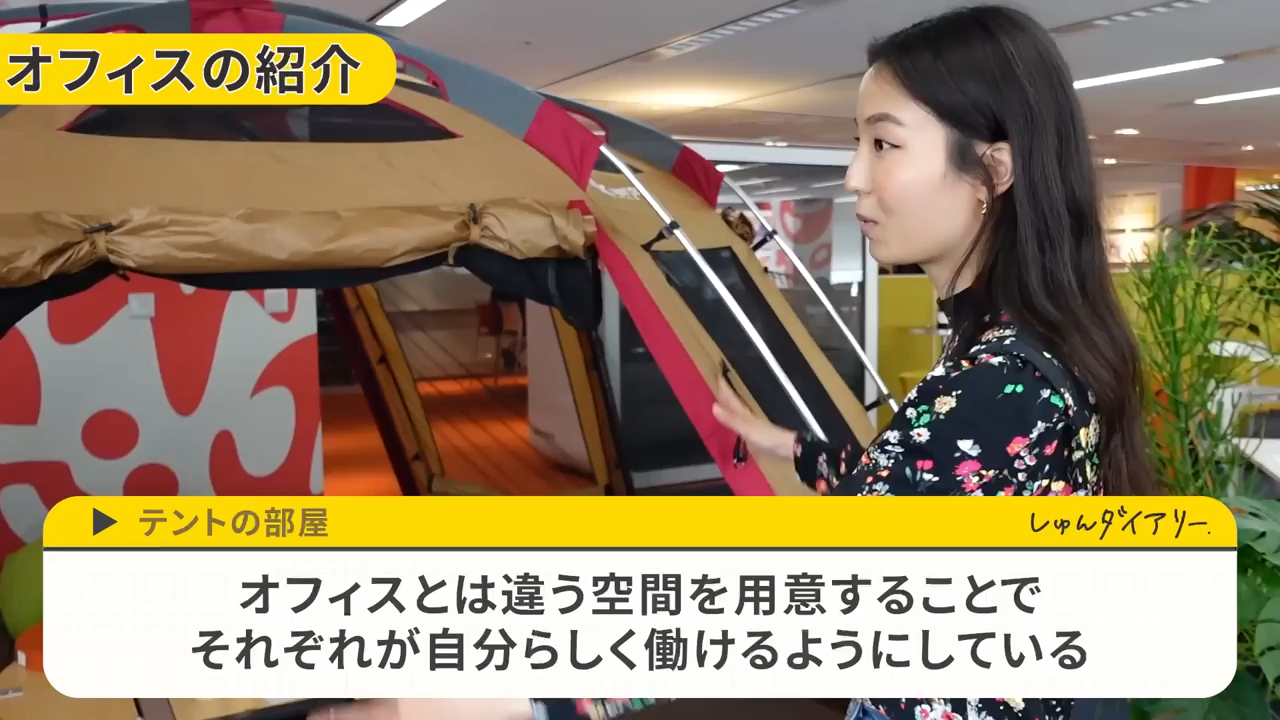 オフィスの紹介
▶ テントの部屋
しゅんダイアリー.
オフィスとは違う空間を用意することで
それぞれが自分らしく働けるようにしている